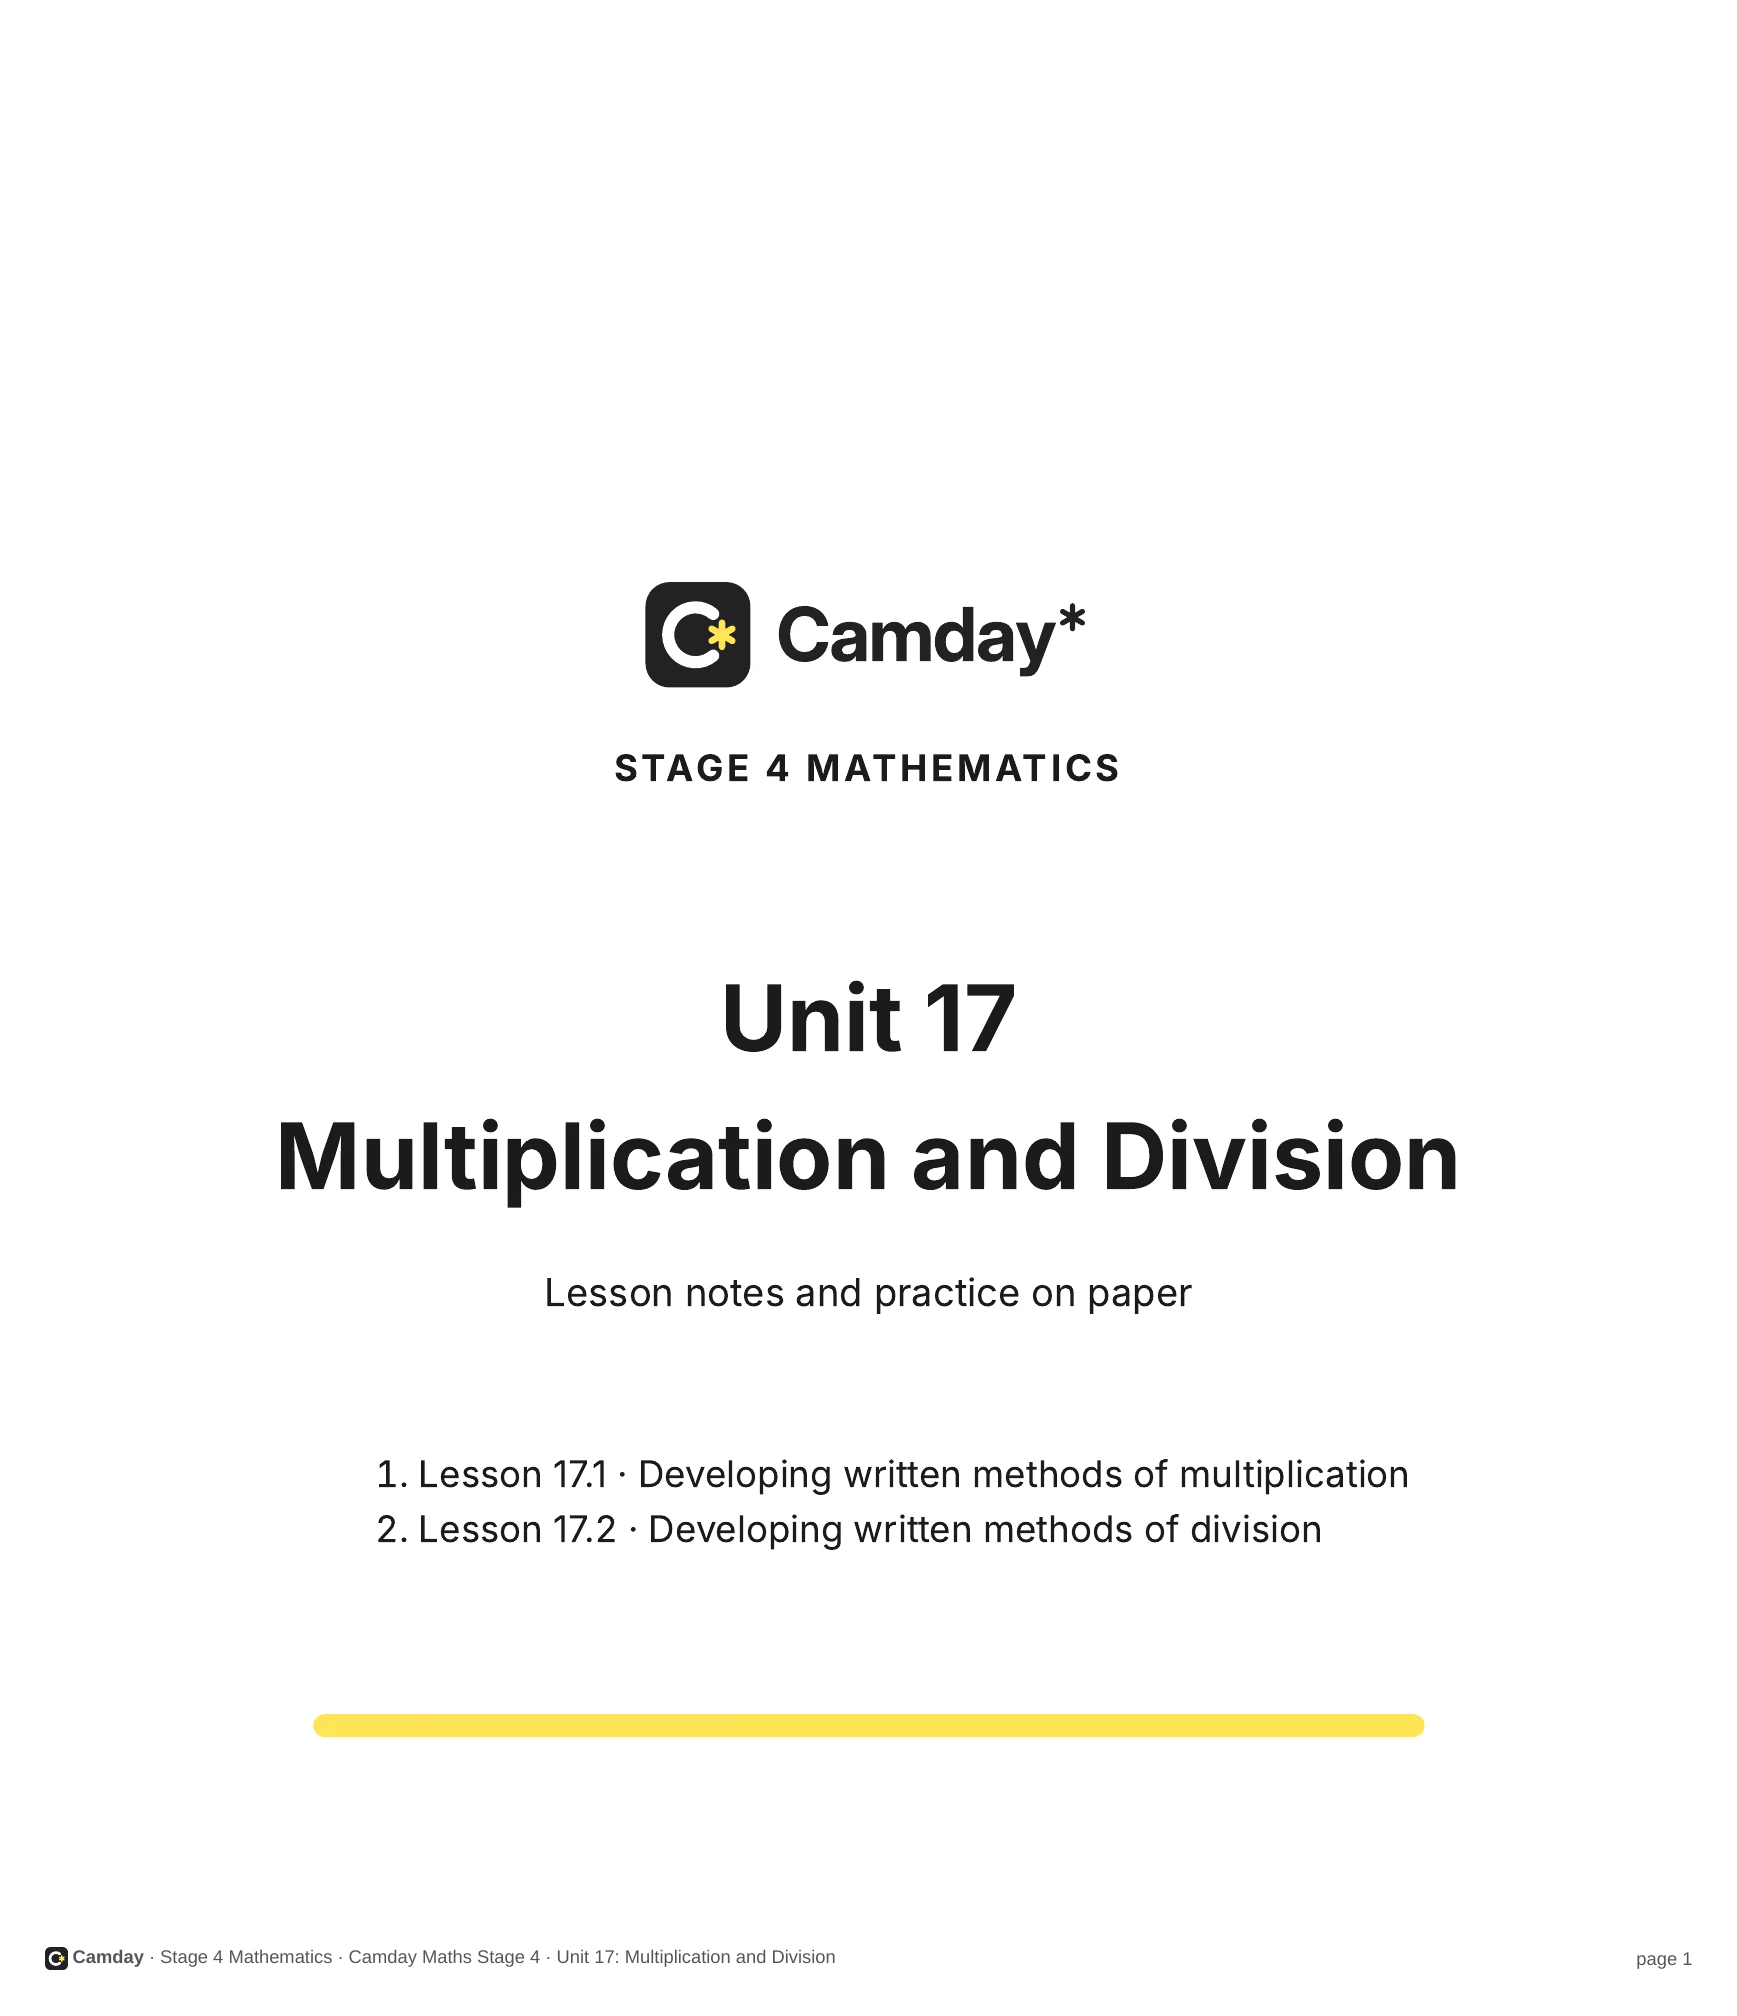 Camday*
STAGE 4 MATHEMATICS
Unit 17
Multiplication and Division
Lesson notes and practice on paper
1. Lesson 17.1 · Developing written methods of multiplication
2. Lesson 17.2 · Developing written methods of division
Camday · Stage 4 Mathematics · Camday Maths Stage 4 · Unit 17: Multiplication and Division
page 1